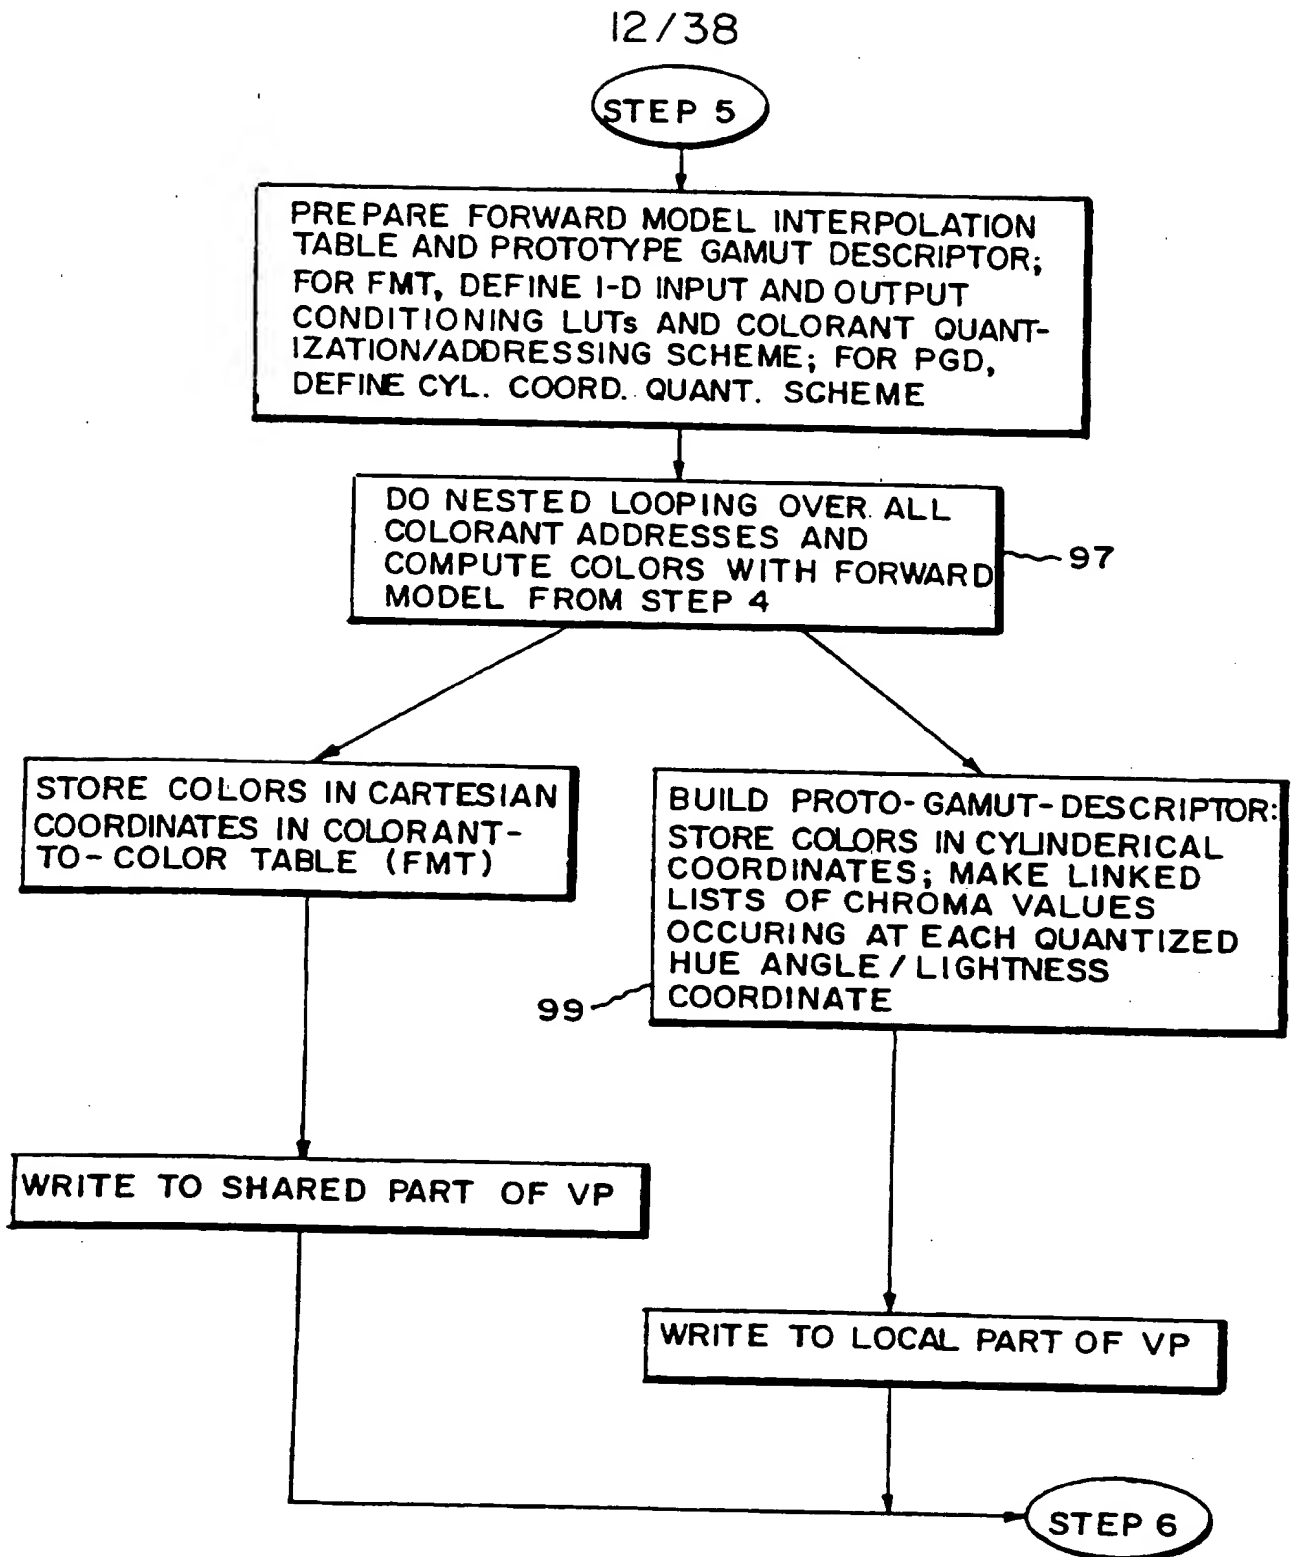 12/38
STEP 5
PREPARE FORWARD MODEL INTERPOLATION
TABLE AND PROTOTYPE GAMUT DESCRIPTOR;
FOR FMT, DEFINE 1-D INPUT AND OUTPUT
CONDITIONING LUTs AND COLORANT QUANT-
IZATION/ADDRESSING SCHEME; FOR PGD,
DEFINE CYL. COORD. QUANT. SCHEME
DO NESTED LOOPING OVER ALL
COLORANT ADDRESSES AND
COMPUTE COLORS WITH FORWARD
MODEL FROM STEP 4
97
STORE COLORS IN CARTESIAN
COORDINATES IN COLORANT-
TO-COLOR TABLE (FMT)
BUILD PROTO-GAMUT-DESCRIPTOR:
STORE COLORS IN CYLINDERICAL
COORDINATES; MAKE LINKED
LISTS OF CHROMA VALUES
OCCURING AT EACH QUANTIZED
HUE ANGLE/LIGHTNESS
COORDINATE
99
WRITE TO SHARED PART OF VP
WRITE TO LOCAL PART OF VP
STEP 6